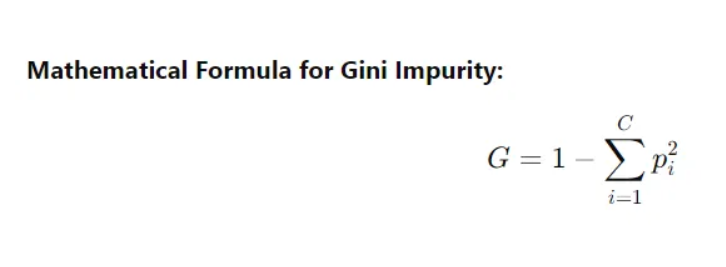 Mathematical Formula for Gini Impurity:
G = 1 − ∑_{i=1}^{C} p_i^2